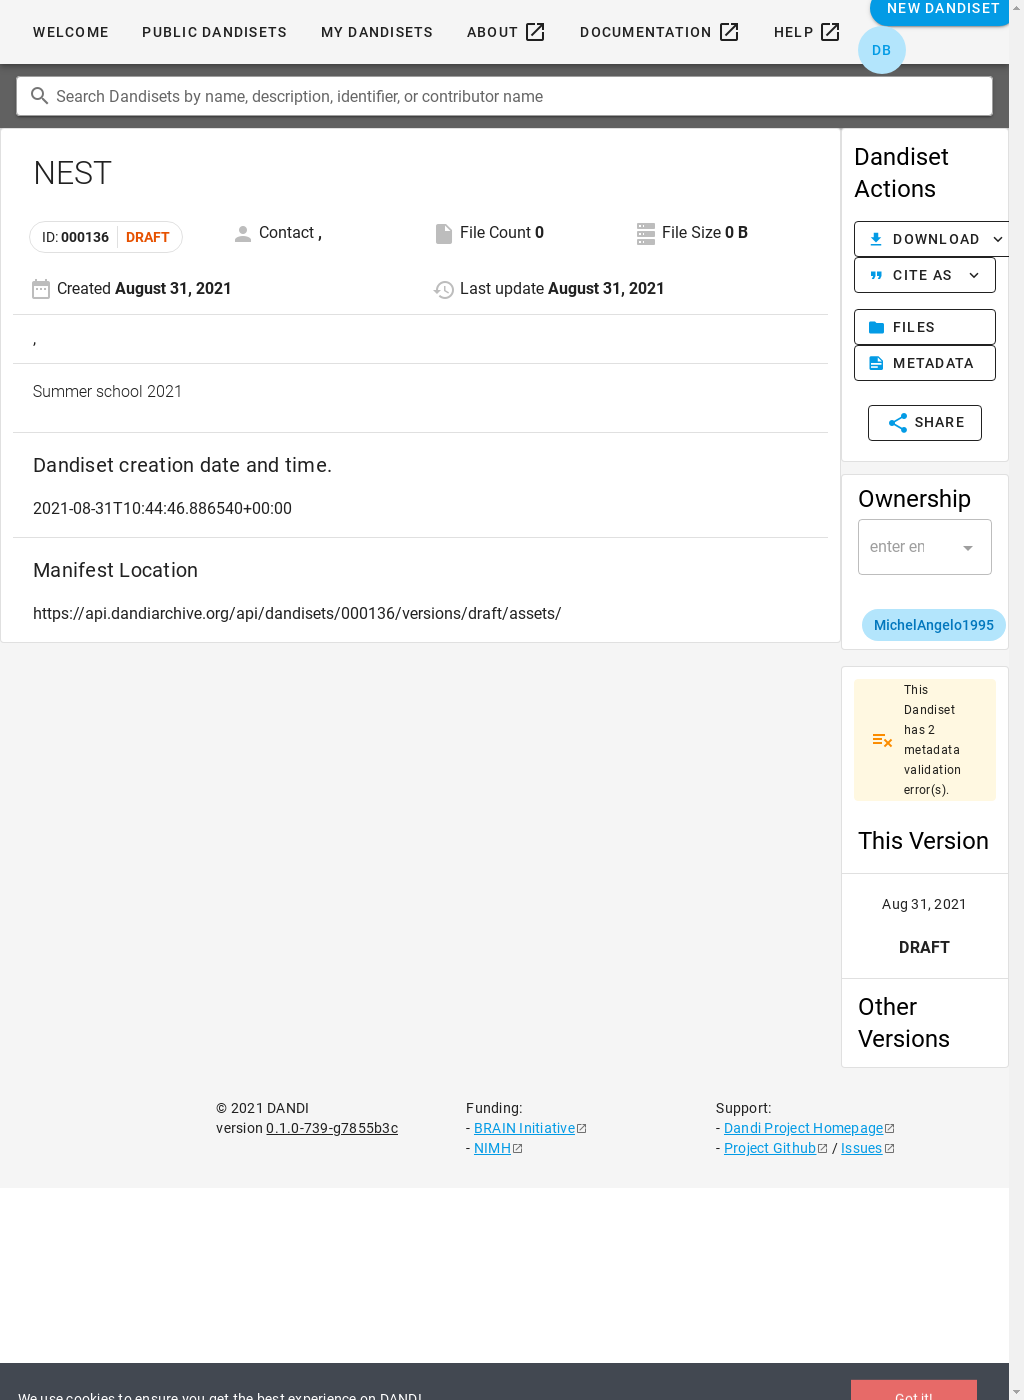 WELCOME PUBLIC DANDISETS MY DANDISETS ABOUT DOCUMENTATION HELP NEW DANDISET
DB
Search Dandisets by name, description, identifier, or contributor name
NEST
ID: 000136 DRAFT Contact , File Count 0 File Size 0 B
Created August 31, 2021 Last update August 31, 2021
,
Summer school 2021
Dandiset creation date and time.
2021-08-31T10:44:46.886540+00:00
Manifest Location
https://api.dandiarchive.org/api/dandisets/000136/versions/draft/assets/
Dandiset
Actions
DOWNLOAD
CITE AS
FILES
METADATA
SHARE
Ownership
enter en
MichelAngelo1995
This
Dandiset
has 2
metadata
validation
error(s).
This Version
Aug 31, 2021
DRAFT
Other
Versions
© 2021 DANDI
version 0.1.0-739-g7855b3c
Funding:
- BRAIN Initiative
- NIMH
Support:
- Dandi Project Homepage
- Project Github / Issues
We use cookies to ensure you get the best experience on DANDI.
Got it!